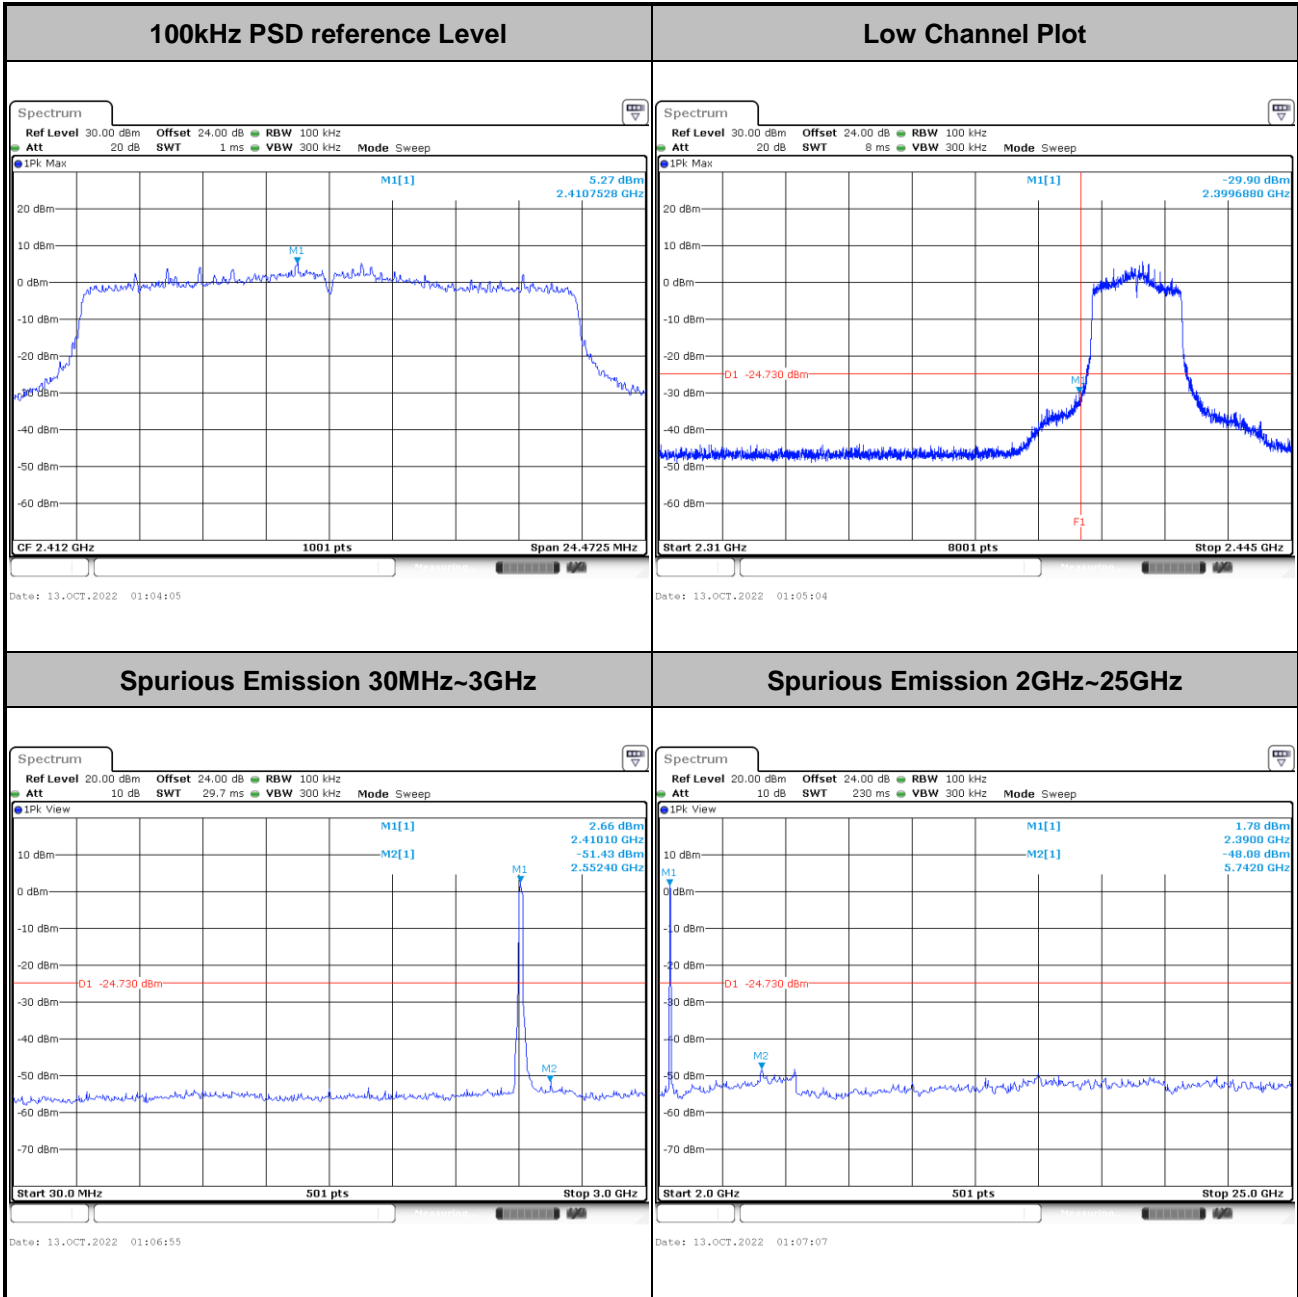 100kHz PSD reference Level
Spectrum
Ref Level 30.00 dBm Offset 24.00 dB RBW 100 kHz
Att 20 dB SWT 1 ms VBW 300 kHz Mode Sweep
1Pk Max
M1[1] 5.27 dBm
2.4107528 GHz
20 dBm
10 dBm
M1
0 dBm
-10 dBm
-20 dBm
-30 dBm
-40 dBm
-50 dBm
-60 dBm
CF 2.412 GHz 1001 pts Span 24.4725 MHz
Measuring...
Date: 13.OCT.2022 01:04:05
Low Channel Plot
Spectrum
Ref Level 30.00 dBm Offset 24.00 dB RBW 100 kHz
Att 20 dB SWT 8 ms VBW 300 kHz Mode Sweep
1Pk Max
M1[1] -29.90 dBm
2.3996880 GHz
20 dBm
10 dBm
0 dBm
-10 dBm
-20 dBm
D1 -24.730 dBm
M1
-30 dBm
-40 dBm
-50 dBm
-60 dBm
F1
Start 2.31 GHz 8001 pts Stop 2.445 GHz
Measuring...
Date: 13.OCT.2022 01:05:04
Spurious Emission 30MHz~3GHz
Spectrum
Ref Level 20.00 dBm Offset 24.00 dB RBW 100 kHz
Att 10 dB SWT 29.7 ms VBW 300 kHz Mode Sweep
1Pk View
M1[1] 2.66 dBm
2.41010 GHz
M2[1] -51.43 dBm
2.55240 GHz
10 dBm
M1
0 dBm
-10 dBm
-20 dBm
D1 -24.730 dBm
-30 dBm
-40 dBm
M2
-50 dBm
-60 dBm
-70 dBm
Start 30.0 MHz 501 pts Stop 3.0 GHz
Measuring...
Date: 13.OCT.2022 01:06:55
Spurious Emission 2GHz~25GHz
Spectrum
Ref Level 20.00 dBm Offset 24.00 dB RBW 100 kHz
Att 10 dB SWT 230 ms VBW 300 kHz Mode Sweep
1Pk View
M1[1] 1.78 dBm
2.3900 GHz
M2[1] -48.08 dBm
5.7420 GHz
10 dBm
M1
0 dBm
-10 dBm
-20 dBm
D1 -24.730 dBm
-30 dBm
-40 dBm
M2
-50 dBm
-60 dBm
-70 dBm
Start 2.0 GHz 501 pts Stop 25.0 GHz
Measuring...
Date: 13.OCT.2022 01:07:07